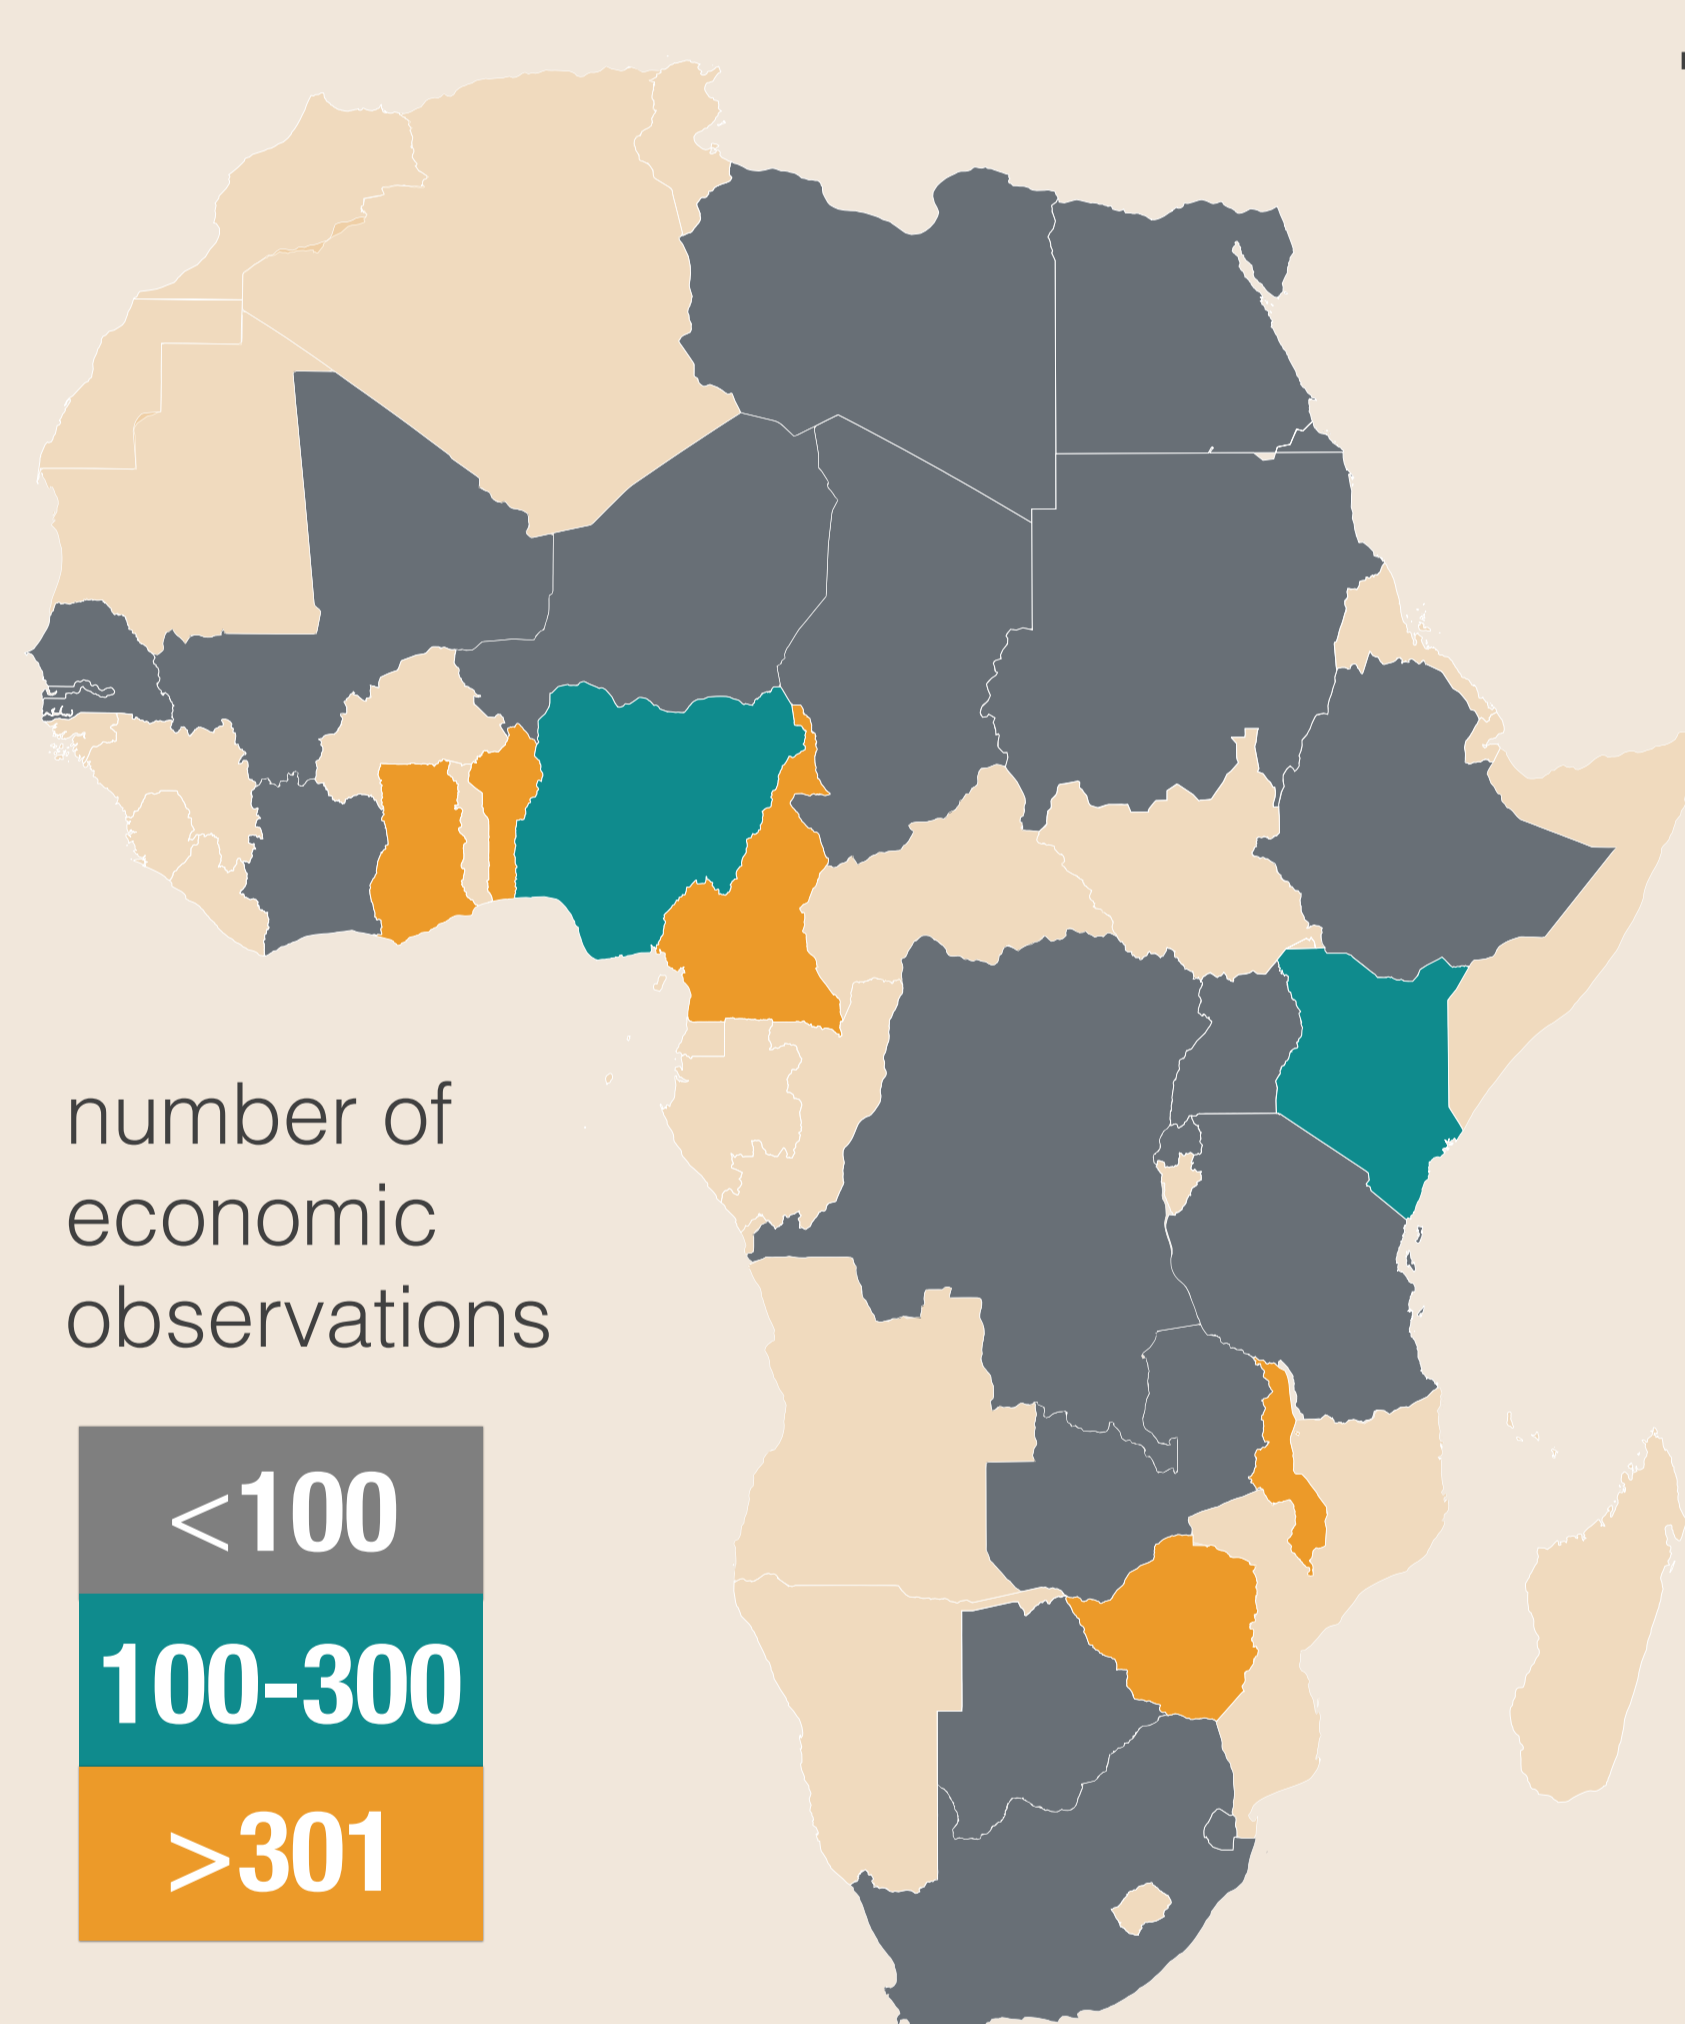 number of
economic
observations
<100
100-300
>301